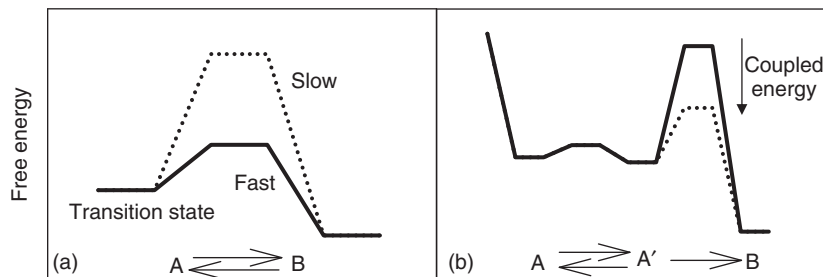 Free energy
Slow
Fast
Transition state
(a)
A
B
Coupled
energy
(b)
A
A′
B